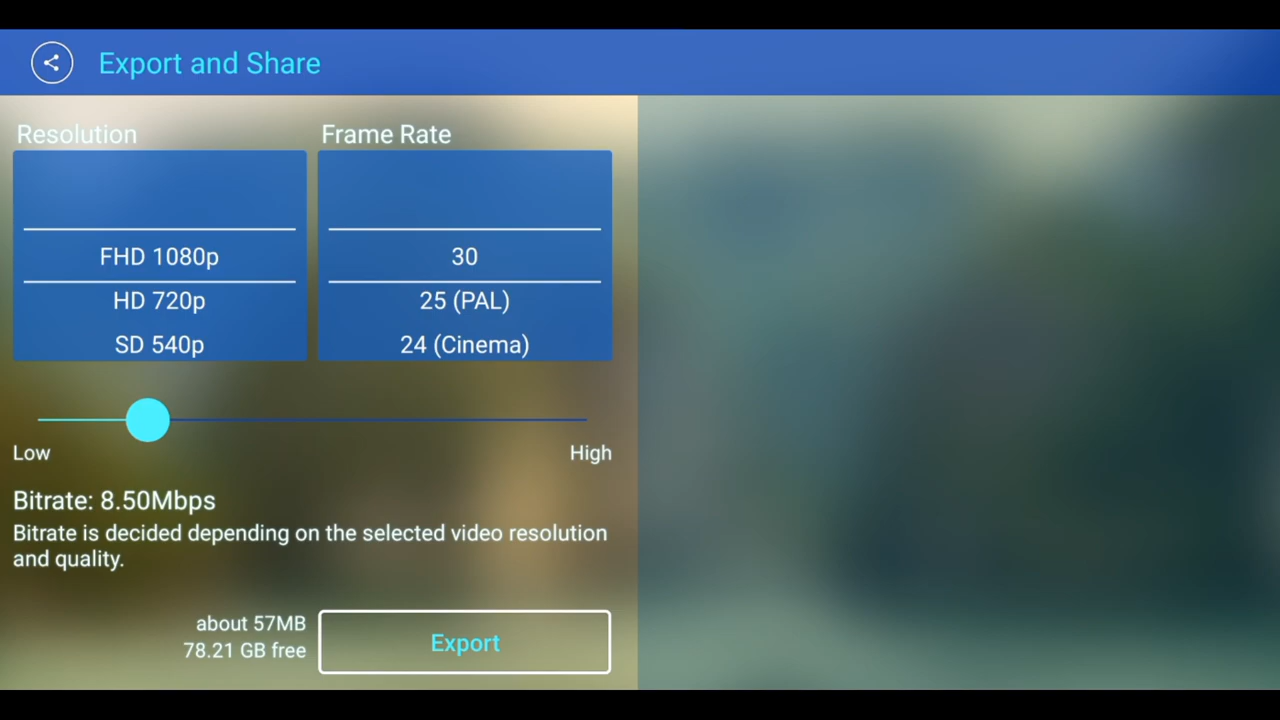 Export and Share
Resolution
Frame Rate
FHD 1080p
30
HD 720p
25 (PAL)
SD 540p
24 (Cinema)
Low
High
Bitrate: 8.50Mbps
Bitrate is decided depending on the selected video resolution
and quality.
about 57MB
78.21 GB free
Export